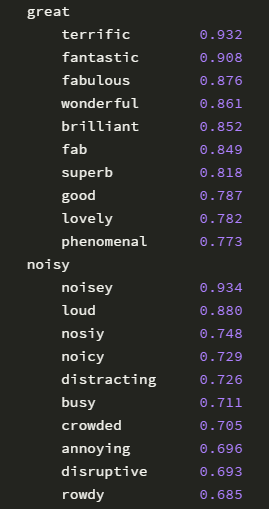 great
terrific 0.932
fantastic 0.908
fabulous 0.876
wonderful 0.861
brilliant 0.852
fab 0.849
superb 0.818
good 0.787
lovely 0.782
phenomenal 0.773
noisy
noisey 0.934
loud 0.880
nosiy 0.748
noicy 0.729
distracting 0.726
busy 0.711
crowded 0.705
annoying 0.696
disruptive 0.693
rowdy 0.685